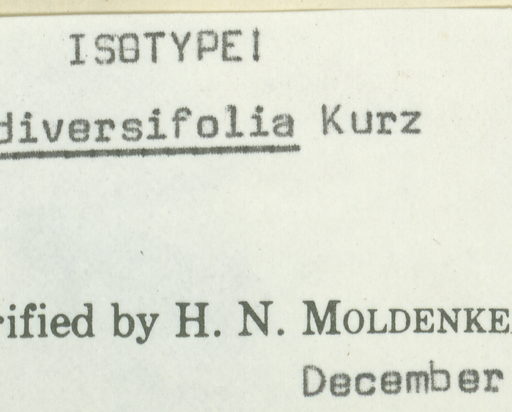 ISOTYPE!
diversifolia Kurz
rified by H. N. MOLDENKE
December